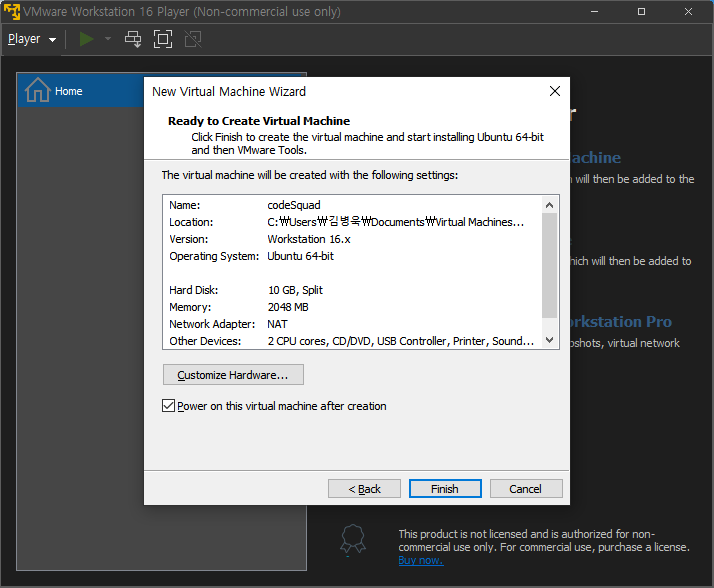 VMware Workstation 16 Player (Non-commercial use only)
Player
Home
New Virtual Machine Wizard
Ready to Create Virtual Machine
Click Finish to create the virtual machine and start installing Ubuntu 64-bit
and then VMware Tools.
The virtual machine will be created with the following settings:
Name: codeSquad
Location: C:₩Users₩김병욱₩Documents₩Virtual Machines...
Version: Workstation 16.x
Operating System: Ubuntu 64-bit
Hard Disk: 10 GB, Split
Memory: 2048 MB
Network Adapter: NAT
Other Devices: 2 CPU cores, CD/DVD, USB Controller, Printer, Sound...
Customize Hardware...
Power on this virtual machine after creation
< Back
Finish
Cancel
r
achine
will then be added to the
hich will then be added to
rkstation Pro
pshots, virtual network
This product is not licensed and is authorized for non-
commercial use only. For commercial use, purchase a license.
Buy now.